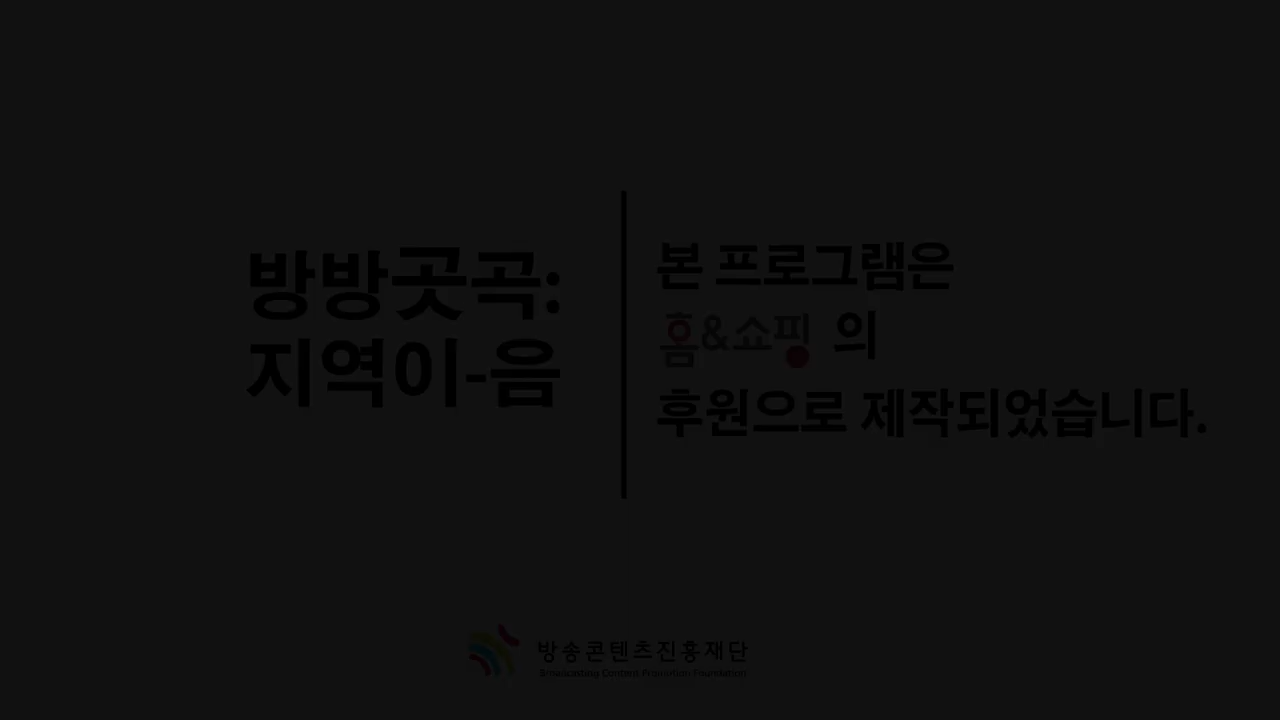 방방곳곡:
지역이-음
본 프로그램은
홈&쇼핑 의
후원으로 제작되었습니다.
방송콘텐츠진흥재단
Broadcasting Content Promotion Foundation